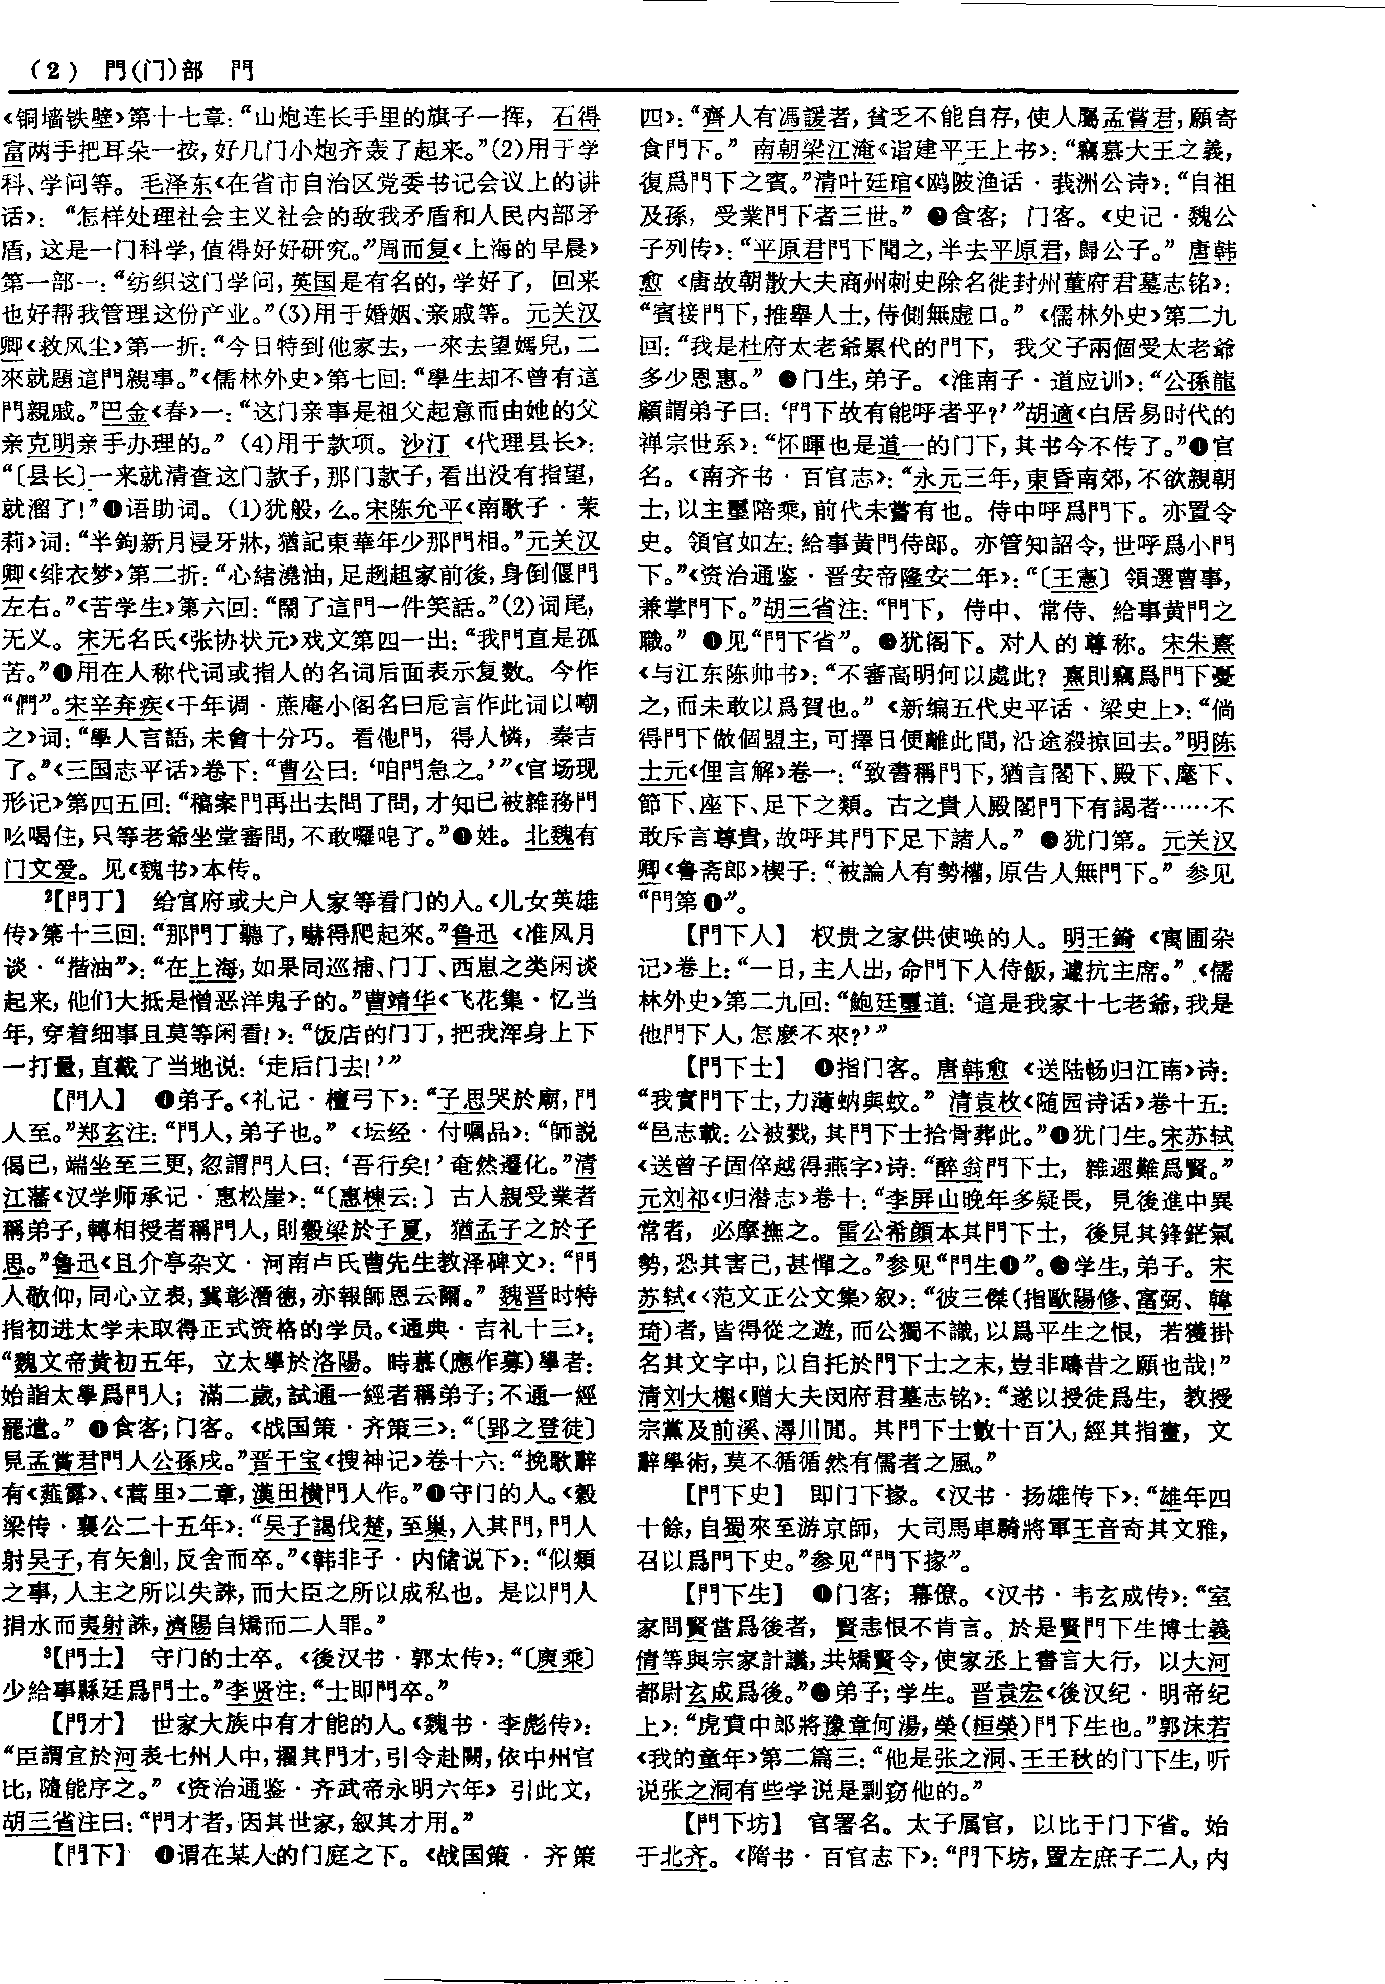 （2） 門(门)部 門
《铜墙铁壁》第十七章：“山炮连长手里的旗子一挥，石得
富两手把耳朵一按，好几门小炮齐轰了起来。”(2)用于学
科、学问等。毛泽东《在省市自治区党委书记会议上的讲
话》：“怎样处理社会主义社会的敌我矛盾和人民内部矛
盾，这是一门科学，值得好好研究。”周而复《上海的早晨》
第一部一：“纺织这门学问，英国是有名的，学好了，回来
也好帮我管理这份产业。”(3)用于婚姻、亲戚等。元关汉
卿《救风尘》第一折：“今日特到他家去，一來去望媽兒，二
來就題這門親事。”《儒林外史》第七回：“學生却不曾有這
門親戚。”巴金《春》一：“这门亲事是祖父起意而由她的父
亲克明亲手办理的。”(4)用于款项。沙汀《代理县长》：
“〔县长〕一来就清查这门款子，那门款子，看出没有指望，
就溜了！”语助词。(1)犹般，么。宋陈允平《南歌子·茉
莉》词：“半鈎新月浸牙牀，猶記東華年少那門相。”元关汉
卿《绯衣梦》第二折：“心緒澆油，足趔趄家前後，身倒偃門
左右。”《苦学生》第六回：“鬧了這門一件笑話。”(2)词尾，
无义。宋无名氏《张协状元》戏文第四一出：“我門直是孤
苦。”用在人称代词或指人的名词后面表示复数。今作
“們”。宋辛弃疾《千年调·蔗庵小阁名曰卮言作此词以嘲
之》词：“學人言語，未會十分巧。看他門，得人憐，秦吉
了。”《三国志平话》卷下：“曹公曰：‘咱門急之。’”《官场现
形记》第四五回：“稿案門再出去問了問，才知已被雜務門
吆喝住，只等老爺坐堂審問，不敢囉唣了。”姓。北魏有
门文爱。见《魏书》本传。
²【門丁】 给官府或大户人家等看门的人。《儿女英雄
传》第十三回：“那門丁聽了，嚇得爬起來。”鲁迅《准风月
谈·“揩油”》：“在上海，如果同巡捕、门丁、西崽之类闲谈
起来，他们大抵是憎恶洋鬼子的。”曹靖华《飞花集·忆当
年，穿着细事且莫等闲看！》：“饭店的门丁，把我浑身上下
一打量，直截了当地说：‘走后门去！’”
【門人】 ❶弟子。《礼记·檀弓下》：“子思哭於廟，門
人至。”郑玄注：“門人，弟子也。”《坛经·付嘱品》：“師説
偈已，端坐至三更，忽謂門人曰：‘吾行矣！’奄然遷化。”清
江藩《汉学师承记·惠松崖》：“〔惠棟云：〕古人親受業者
稱弟子，轉相授者稱門人，則穀梁於子夏，猶孟子之於子
思。”鲁迅《且介亭杂文·河南卢氏曹先生教泽碑文》：“門
人敬仰，同心立表，冀彰潛德，亦報師恩云爾。”魏晋时特
指初进太学未取得正式资格的学员。《通典·吉礼十三》：
“魏文帝黄初五年，立太學於洛陽。時慕(應作募)學者：
始詣太學爲門人；滿二歲，試通一經者稱弟子；不通一經
罷遣。”食客；门客。《战国策·齐策三》：“〔郢之登徒〕
見孟嘗君門人公孫戌。”晋干宝《搜神记》卷十六：“挽歌辭
有《薤露》、《蒿里》二章，漢田横門人作。”守门的人。《穀
梁传·襄公二十五年》：“吴子謁伐楚，至巢，入其門，門人
射吴子，有矢創，反舍而卒。”《韩非子·内储说下》：“似類
之事，人主之所以失誅，而大臣之所以成私也。是以門人
捐水而夷射誅，濟陽自矯而二人罪。”
³【門士】 守门的士卒。《後汉书·郭太传》：“〔庾乘〕
少給事縣廷爲門士。”李贤注：“士即門卒。”
【門才】 世家大族中有才能的人。《魏书·李彪传》：
“臣謂宜於河表七州人中，擢其門才，引令赴闕，依中州官
比，隨能序之。”《资治通鉴·齐武帝永明六年》引此文，
胡三省注曰：“門才者，因其世家，叙其才用。”
【門下】 ❶谓在某人的门庭之下。《战国策·齐策
四》：“齊人有馮諼者，貧乏不能自存，使人屬孟嘗君，願寄
食門下。”南朝梁江淹《诣建平王上书》：“竊慕大王之義，
復爲門下之賓。”清叶廷琯《鸥陂渔话·莪洲公诗》：“自祖
及孫，受業門下者三世。”❷食客；门客。《史记·魏公
子列传》：“平原君門下聞之，半去平原君，歸公子。”唐韩
愈《唐故朝散大夫商州刺史除名徙封州董府君墓志铭》：
“賓接門下，推舉人士，侍側無虚口。”《儒林外史》第二九
回：“我是杜府太老爺累代的門下，我父子兩個受太老爺
多少恩惠。”门生，弟子。《淮南子·道应训》：“公孫龍
顧謂弟子曰：‘門下故有能呼者乎？’”胡適《白居易时代的
禅宗世系》：“怀暉也是道一的门下，其书今不传了。”官
名。《南齐书·百官志》：“永元三年，東昏南郊，不欲親朝
士，以主璽陪乘，前代未嘗有也。侍中呼爲門下。亦置令
史。領官如左：給事黄門侍郎。亦管知詔令，世呼爲小門
下。”《资治通鉴·晋安帝隆安二年》：“〔王憲〕領選曹事，
兼掌門下。”胡三省注：“門下，侍中、常侍、給事黄門之
職。”见“門下省”。犹阁下。对人的尊称。宋朱熹
《与江东陈帅书》：“不審高明何以處此？熹則竊爲門下憂
之，而未敢以爲賀也。”《新编五代史平话·梁史上》：“倘
得門下做個盟主，可擇日便離此間，沿途殺掠回去。”明陈
士元《俚言解》卷一：“致書稱門下，猶言閣下、殿下、麾下、
節下、座下、足下之類。古之貴人殿閣門下有謁者……不
敢斥言尊貴，故呼其門下足下諸人。”犹门第。元关汉
卿《鲁斋郎》楔子：“被論人有勢權，原告人無門下。”参见
“門第❶”。
【門下人】 权贵之家供使唤的人。明王錡《寓圃杂
记》卷上：“一日，主人出，命門下人侍飯，遽抗主席。”《儒
林外史》第二九回：“鮑廷璽道：‘這是我家十七老爺，我是
他門下人，怎麽不來？’”
【門下士】 ❶指门客。唐韩愈《送陆畅归江南》诗：
“我實門下士，力薄蚋與蚊。”清袁枚《随园诗话》卷十五：
“邑志載：公被戮，其門下士拾骨葬此。”犹门生。宋苏轼
《送曾子固倅越得燕字》诗：“醉翁門下士，雜遝難爲賢。”
元刘祁《归潜志》卷十：“李屏山晚年多疑畏，見後進中異
常者，必摩撫之。雷公希顔本其門下士，後見其鋒鋩氣
勢，恐其害己，甚憚之。”参见“門生❶”。学生，弟子。宋
苏轼《〈范文正公文集〉叙》：“彼三傑(指歐陽修、富弼、韓
琦)者，皆得從之遊，而公獨不識，以爲平生之恨，若獲掛
名其文字中，以自托於門下士之末，豈非疇昔之願也哉！”
清刘大櫆《赠大夫闵府君墓志铭》：“遂以授徒爲生，教授
宗黨及前溪、潯川間。其門下士數十百人，經其指畫，文
辭學術，莫不循循然有儒者之風。”
【門下史】 即门下掾。《汉书·扬雄传下》：“雄年四
十餘，自蜀來至游京師，大司馬車騎將軍王音奇其文雅，
召以爲門下史。”参见“門下掾”。
【門下生】 ❶门客；幕僚。《汉书·韦玄成传》：“室
家問賢當爲後者，賢恚恨不肯言。於是賢門下生博士義
倩等與宗家計議，共矯賢令，使家丞上書言大行，以大河
都尉玄成爲後。”弟子；学生。晋袁宏《後汉纪·明帝纪
上》：“虎賁中郎將豫章何湯，榮(桓榮)門下生也。”郭沫若
《我的童年》第二篇三：“他是张之洞、王壬秋的门下生，听
说张之洞有些学说是剽窃他的。”
【門下坊】 官署名。太子属官，以比于门下省。始
于北齐。《隋书·百官志下》：“門下坊，置左庶子二人，内